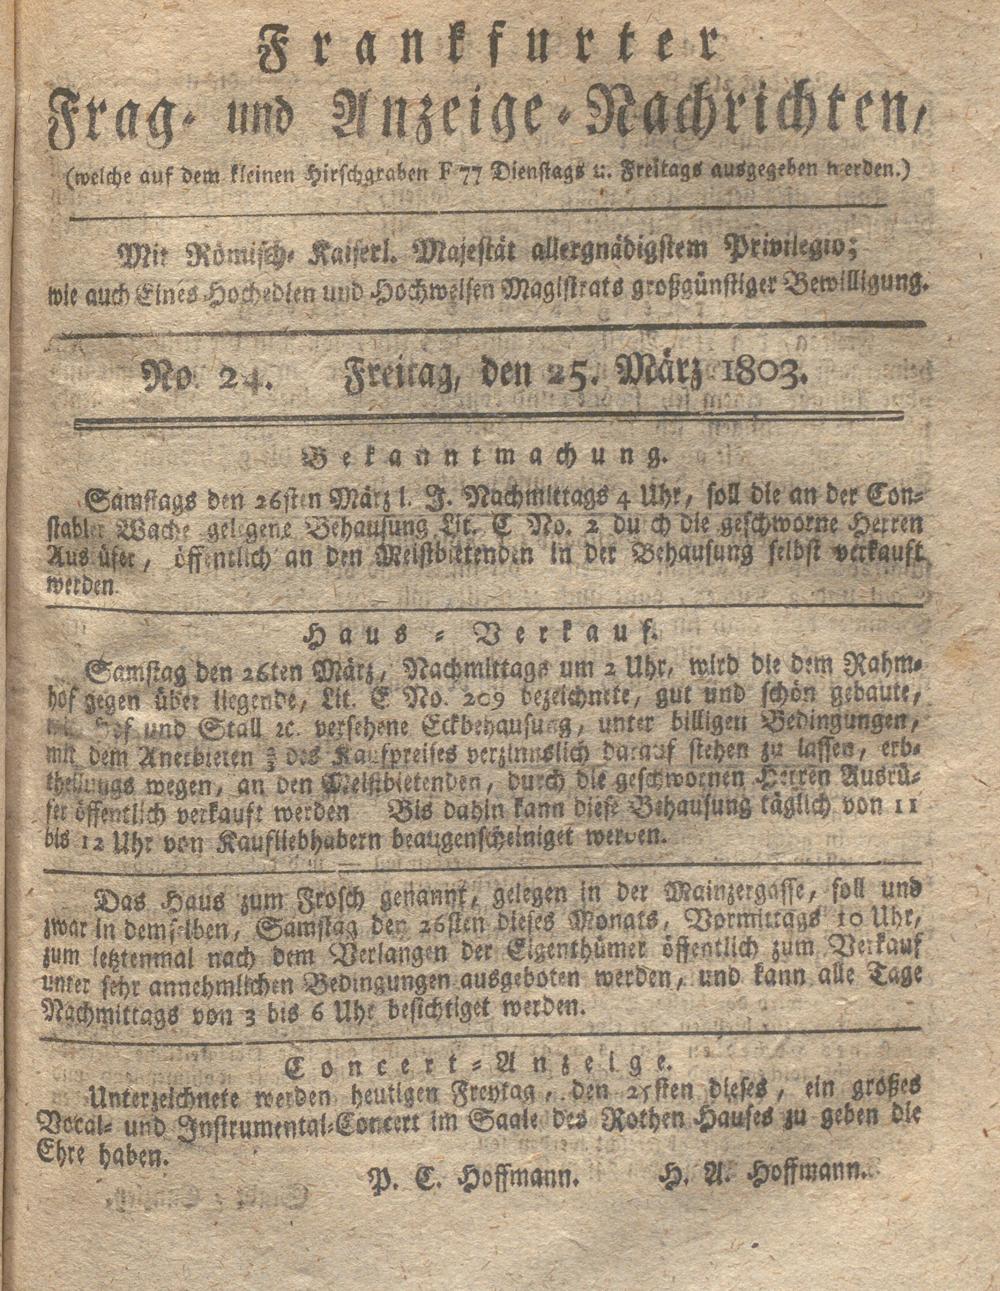 Frankfurter
Frag- und Anzeige-Nachrichten,
(welche auf dem kleinen Hirschgraben F 77 Dienstags u. Freitags ausgegeben werden.)
Mit Römisch- Kaiserl. Majestät allergnädigstem Privilegio;
wie auch Eines Hochedlen und Hochweisen Magistrats großgünstiger Bewilligung.
No. 24. Freitag, den 25. März 1803.
Bekanntmachung.
Samstags den 26sten März l. J. Nachmittags 4 Uhr, soll die an der Con-
stabler Wache gelegene Behausung Lit. C No. 2 durch die geschworne Herren
Ausrüfer, öffentlich an den Meistbietenden in der Behausung selbst verkauft
werden.
Haus-Verkauf.
Samstag den 26ten März, Nachmittags um 2 Uhr, wird die dem Rahm-
hof gegen über liegende, Lit. E No. 209 bezeichnete, gut und schön gebaute,
mit Hof und Stall ꝛc. versehene Eckbehausung, unter billigen Bedingungen,
mit dem Anerbieten ⅔ des Kaufpreises verzinnslich darauf stehen zu lassen, erb-
theilungs wegen, an den Meistbietenden, durch die geschwornen Herren Ausrü-
fer öffentlich verkauft werden Bis dahin kann diese Behausung täglich von 11
bis 12 Uhr von Kaufliebhabern beaugenscheiniget werden.
Das Haus zum Frosch genannt, gelegen in der Mainzergasse, soll und
zwar in demselben, Samstag den 26sten dieses Monats, Vormittags 10 Uhr,
zum letztenmal nach dem Verlangen der Eigenthümer öffentlich zum Verkauf
unter sehr annehmlichen Bedingungen ausgeboten werden, und kann alle Tage
Nachmittags von 3 bis 6 Uhr besichtiget werden.
Concert-Anzeige.
Unterzeichnete werden heutigen Freytag, den 25sten dieses, ein großes
Vocal- und Instrumental-Concert im Saale des Rothen Hauses zu geben die
Ehre haben.
P. C. Hoffmann. H. A. Hoffmann.